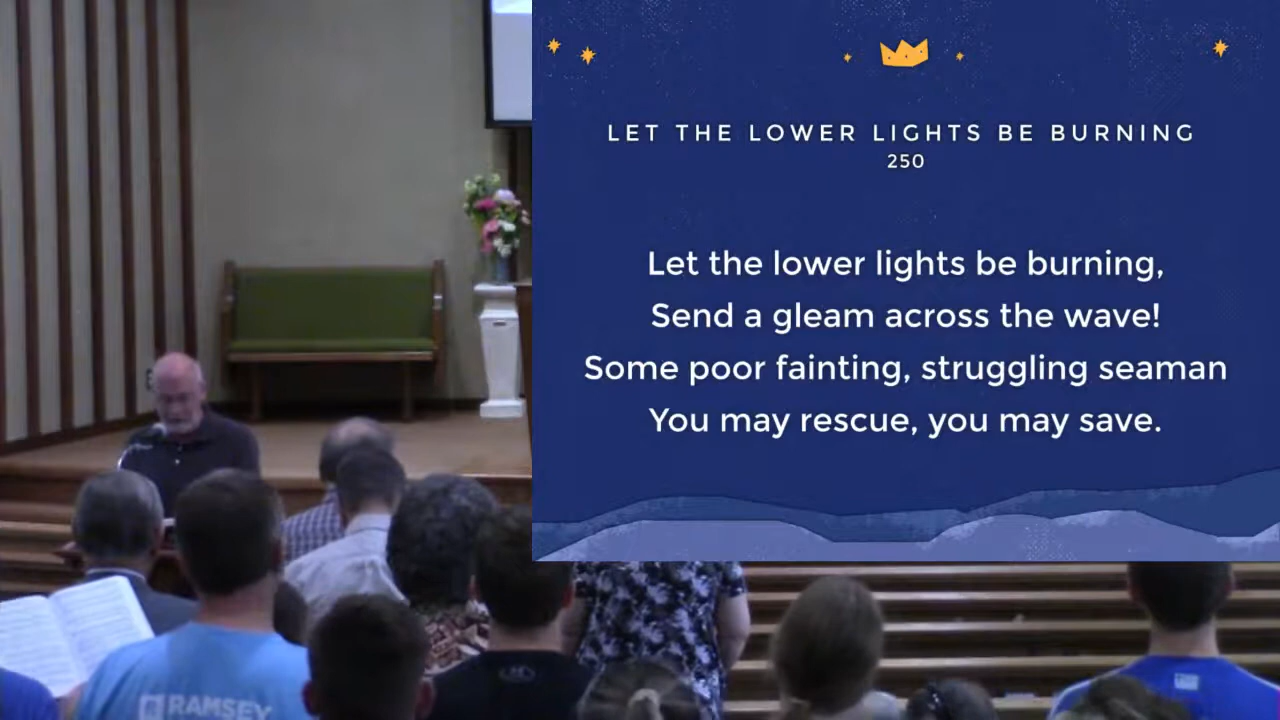 LET THE LOWER LIGHTS BE BURNING
250
Let the lower lights be burning,
Send a gleam across the wave!
Some poor fainting, struggling seaman
You may rescue, you may save.
RAMSEY